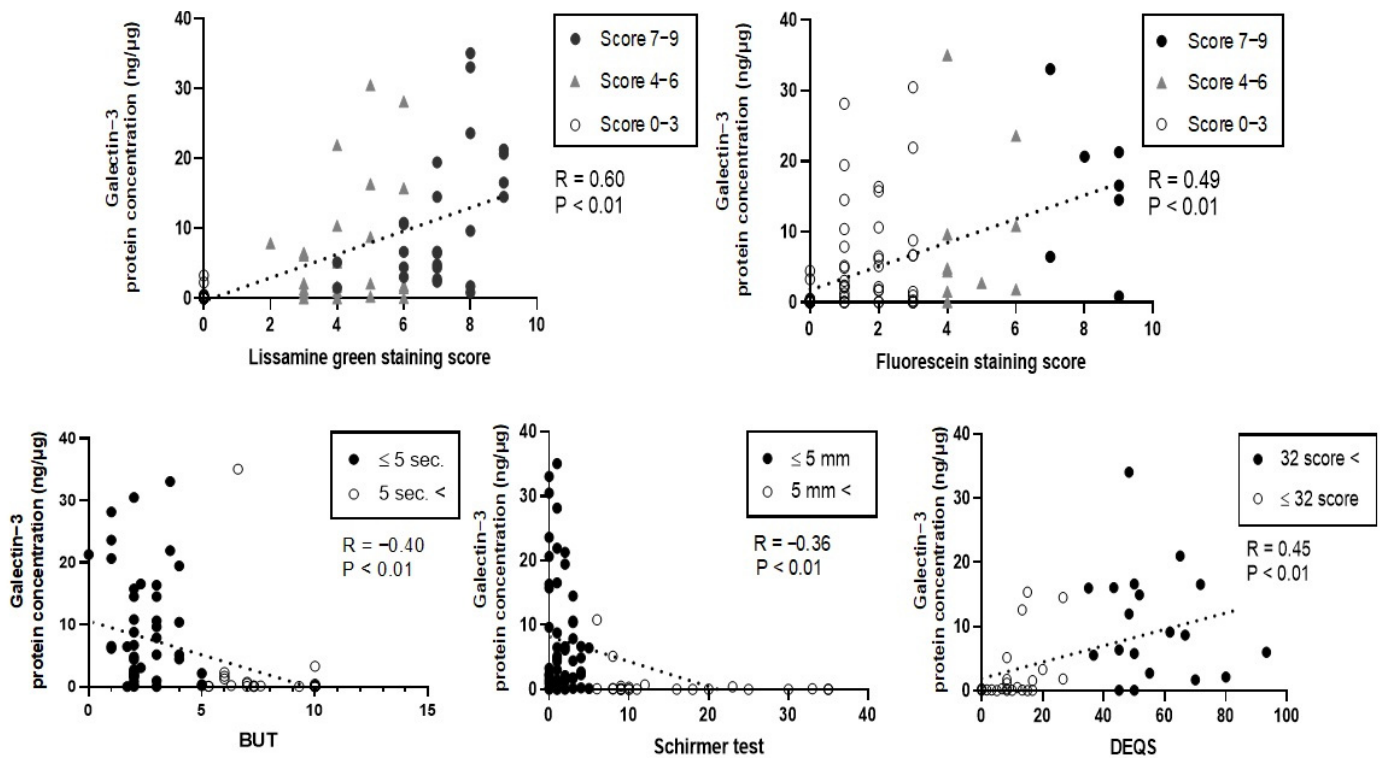 Galectin−3
protein concentration (ng/μg)
40
30
20
10
0
0
2
4
6
8
10
Lissamine green staining score
Score 7−9
Score 4−6
Score 0−3
R = 0.60
P < 0.01
Galectin−3
protein concentration (ng/μg)
40
30
20
10
0
0
2
4
6
8
10
Fluorescein staining score
Score 7−9
Score 4−6
Score 0−3
R = 0.49
P < 0.01
Galectin−3
protein concentration (ng/μg)
40
30
20
10
0
0
5
10
15
BUT
≤ 5 sec.
5 sec. <
R = −0.40
P < 0.01
Galectin−3
protein concentration (ng/μg)
40
30
20
10
0
0
10
20
30
40
Schirmer test
≤ 5 mm
5 mm <
R = −0.36
P < 0.01
Galectin−3
protein concentration (ng/μg)
40
30
20
10
0
0
20
40
60
80
100
DEQS
32 score <
≤ 32 score
R = 0.45
P < 0.01